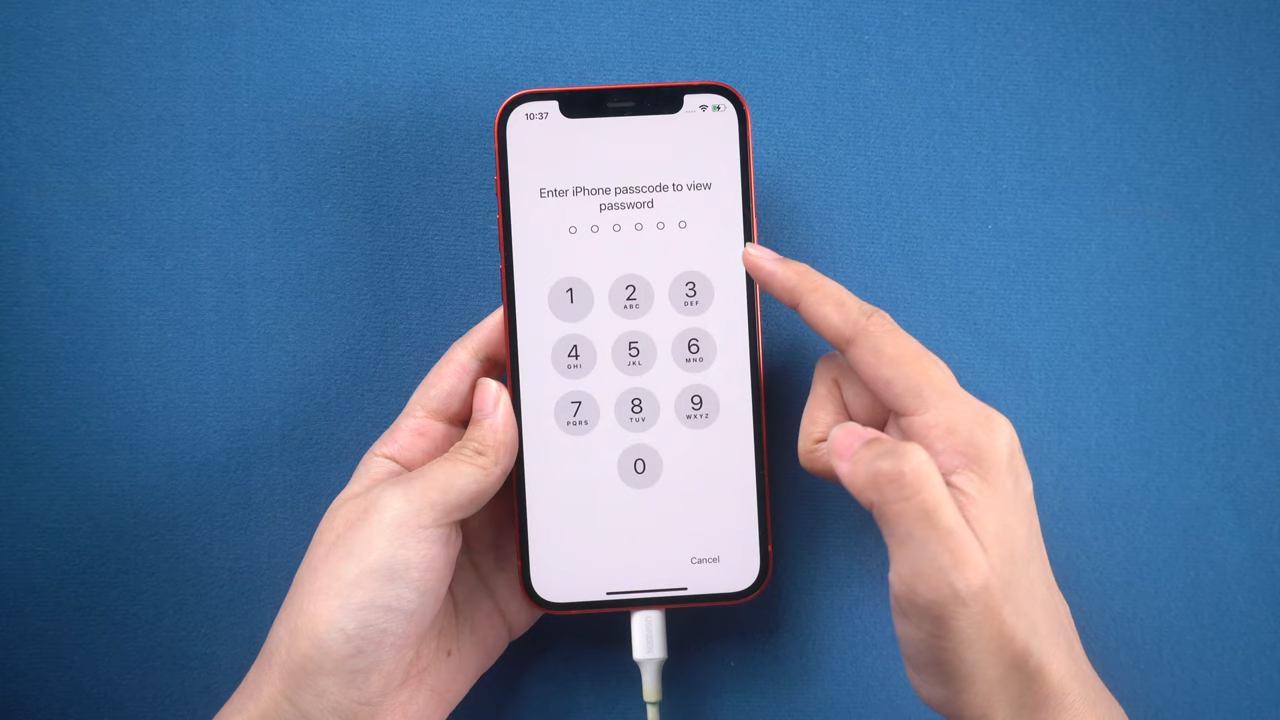 10:37
Enter iPhone passcode to view
password
1
2
ABC
3
DEF
4
GHI
5
JKL
6
MNO
7
PQRS
8
TUV
9
WXYZ
0
Cancel